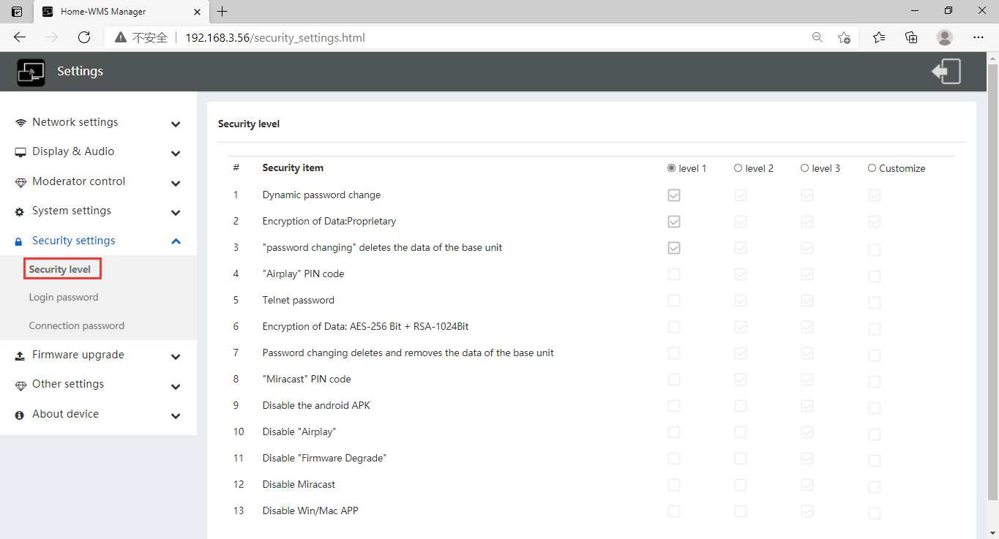 Home-WMS Manager
不安全 192.168.3.56/security_settings.html
Settings
Network settings
Display & Audio
Moderator control
System settings
Security settings
Security level
Login password
Connection password
Firmware upgrade
Other settings
About device
Security level
# Security item level 1 level 2 level 3 Customize
1 Dynamic password change
2 Encryption of Data:Proprietary
3 "password changing" deletes the data of the base unit
4 "Airplay" PIN code
5 Telnet password
6 Encryption of Data: AES-256 Bit + RSA-1024Bit
7 Password changing deletes and removes the data of the base unit
8 "Miracast" PIN code
9 Disable the android APK
10 Disable "Airplay"
11 Disable "Firmware Degrade"
12 Disable Miracast
13 Disable Win/Mac APP